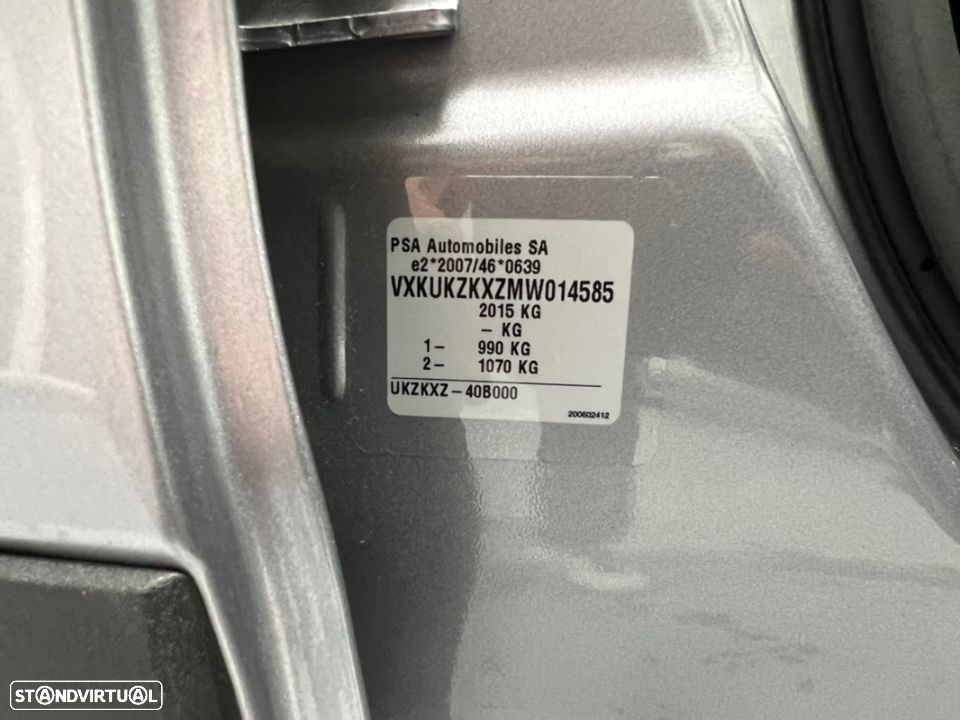 PSA Automobiles SA
e2*2007/46*0639
VXKUKZKXZMW014585
2015 KG
- KG
1- 990 KG
2- 1070 KG
UKZKXZ-40B000
200602412
STANDVIRTUAL